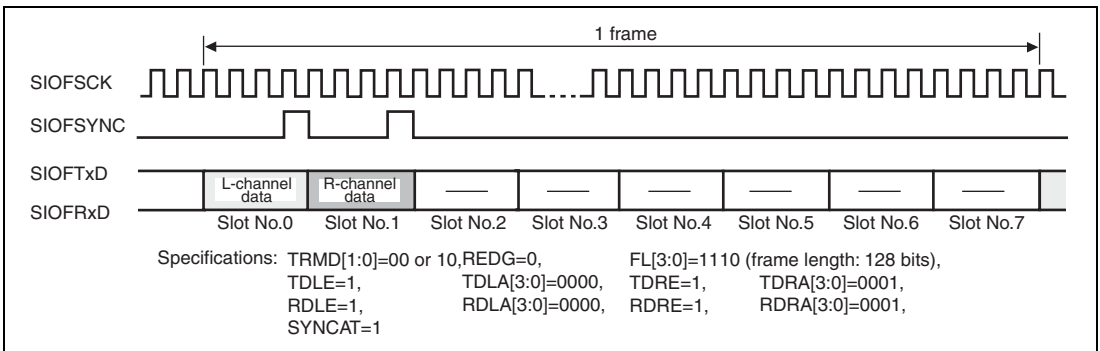 1 frame
SIOFSCK
SIOFSYNC
SIOFTxD
SIOFRxD
L-channel data
R-channel data
Slot No.0 Slot No.1 Slot No.2 Slot No.3 Slot No.4 Slot No.5 Slot No.6 Slot No.7
Specifications: TRMD[1:0]=00 or 10, REDG=0, FL[3:0]=1110 (frame length: 128 bits),
TDLE=1, TDLA[3:0]=0000, TDRE=1, TDRA[3:0]=0001,
RDLE=1, RDLA[3:0]=0000, RDRE=1, RDRA[3:0]=0001,
SYNCAT=1